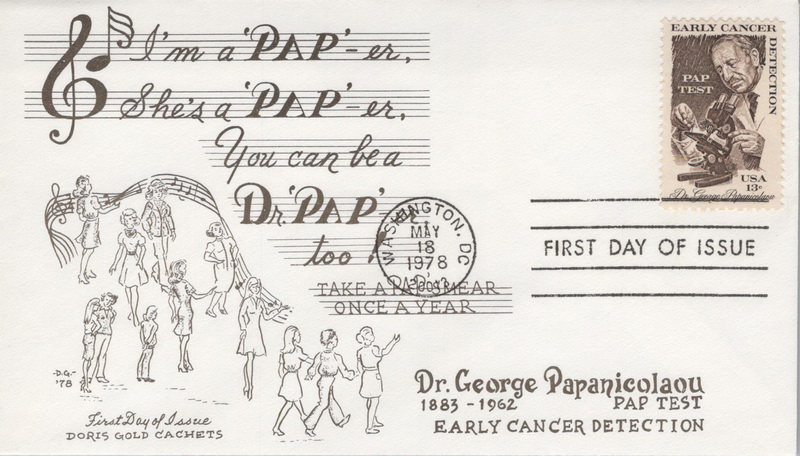 I'm a 'PAP'-er,
She's a 'PAP'-er,
You can be a
Dr. 'PAP'
too!
TAKE A PAP SMEAR
ONCE A YEAR
-D.G.-
'78
First Day of Issue
DORIS GOLD CACHETS
EARLY CANCER
DETECTION
PAP
TEST
USA
13c
Dr. George Papanicolaou
WASHINGTON, DC
MAY
18
1978
FIRST DAY OF ISSUE
Dr. George Papanicolaou
1883 - 1962 PAP TEST
EARLY CANCER DETECTION